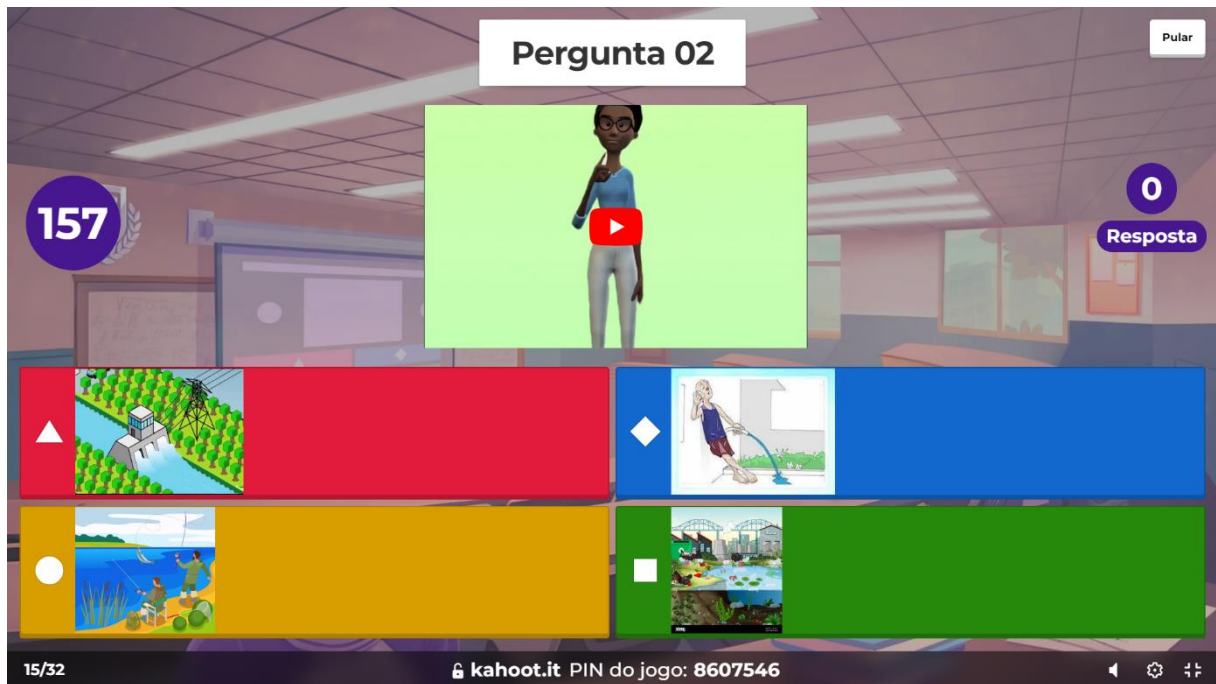 Pergunta 02
Pular
157
0
Resposta
15/32
kahoot.it PIN do jogo: 8607546